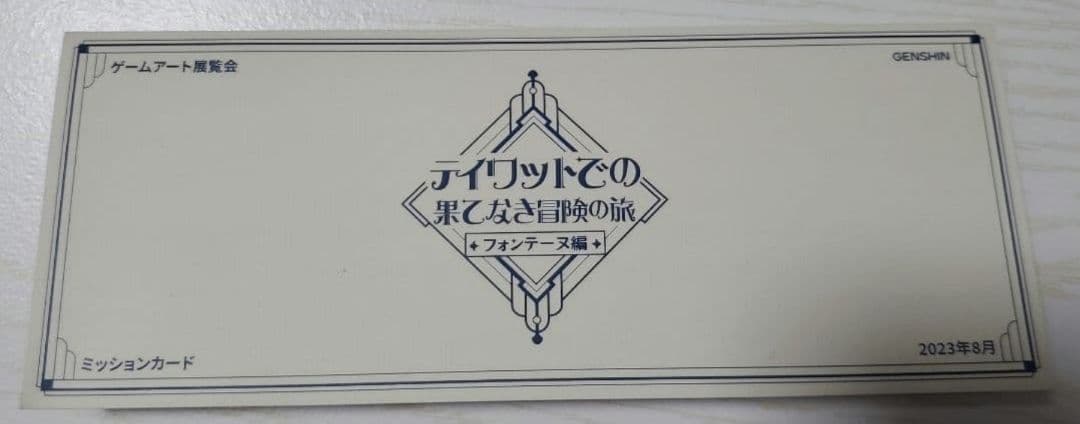 ゲームアート展覧会
GENSHIN
テイワットでの
果てなき冒険の旅
フォンテーヌ編
ミッションカード
2023年8月